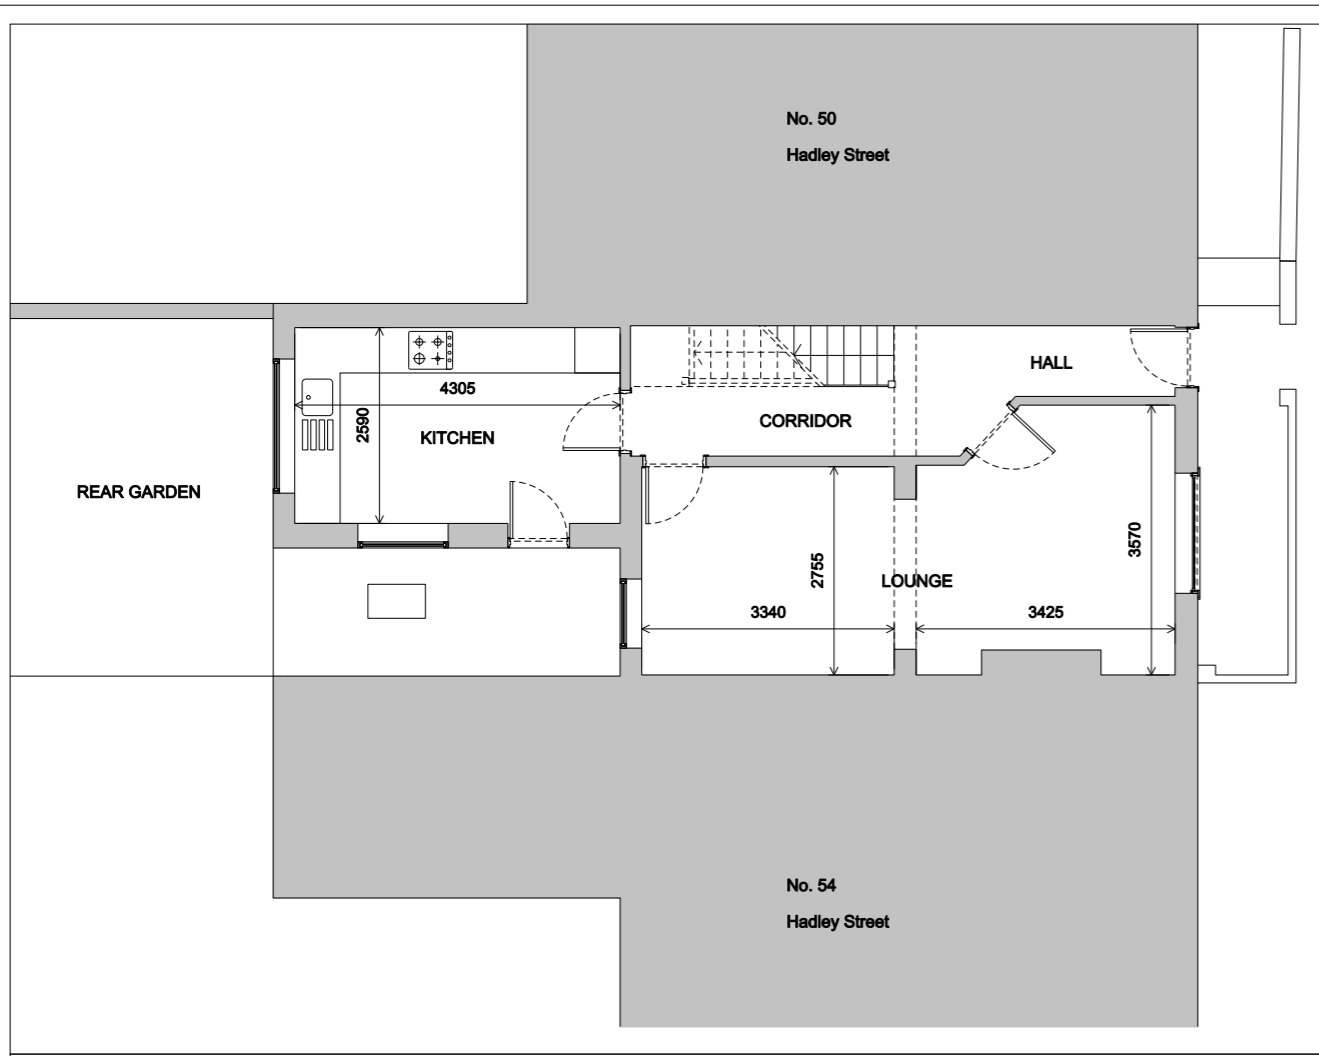 No. 50
Hadley Street
HALL
4305
2590
KITCHEN
CORRIDOR
REAR GARDEN
3570
2755
LOUNGE
3340
3425
No. 54
Hadley Street